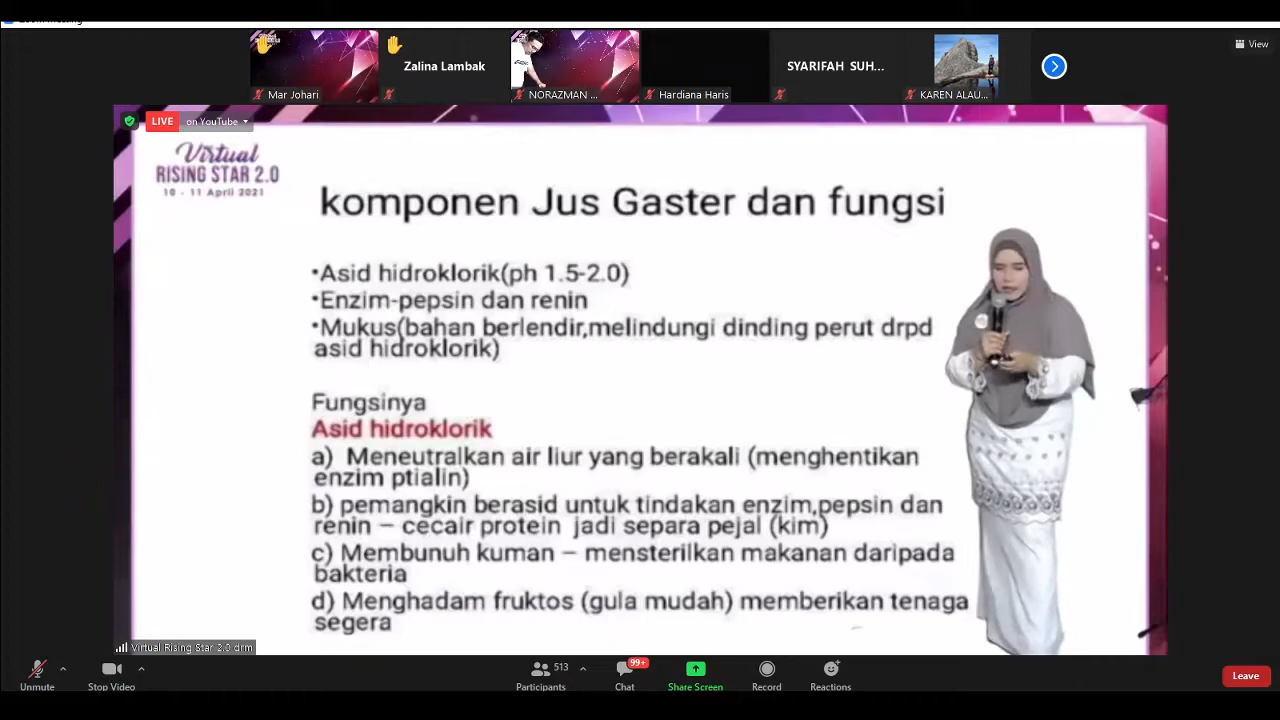 Zoom Meeting
View
Zalina Lambak
SYARIFAH SUH...
Mar Johari
NORAZMAN ...
Hardiana Haris
KAREN ALAU...
LIVE on YouTube
Virtual
RISING STAR 2.0
10 - 11 April 2021
komponen Jus Gaster dan fungsi
•Asid hidroklorik(ph 1.5-2.0)
•Enzim-pepsin dan renin
•Mukus(bahan berlendir,melindungi dinding perut drpd
asid hidroklorik)
Fungsinya
Asid hidroklorik
a) Meneutralkan air liur yang berakali (menghentikan
enzim ptialin)
b) pemangkin berasid untuk tindakan enzim,pepsin dan
renin – cecair protein jadi separa pejal (kim)
c) Membunuh kuman – mensterilkan makanan daripada
bakteria
d) Menghadam fruktos (gula mudah) memberikan tenaga
segera
Virtual Rising Star 2.0 drm
513
99+
Unmute
Stop Video
Participants
Chat
Share Screen
Record
Reactions
Leave